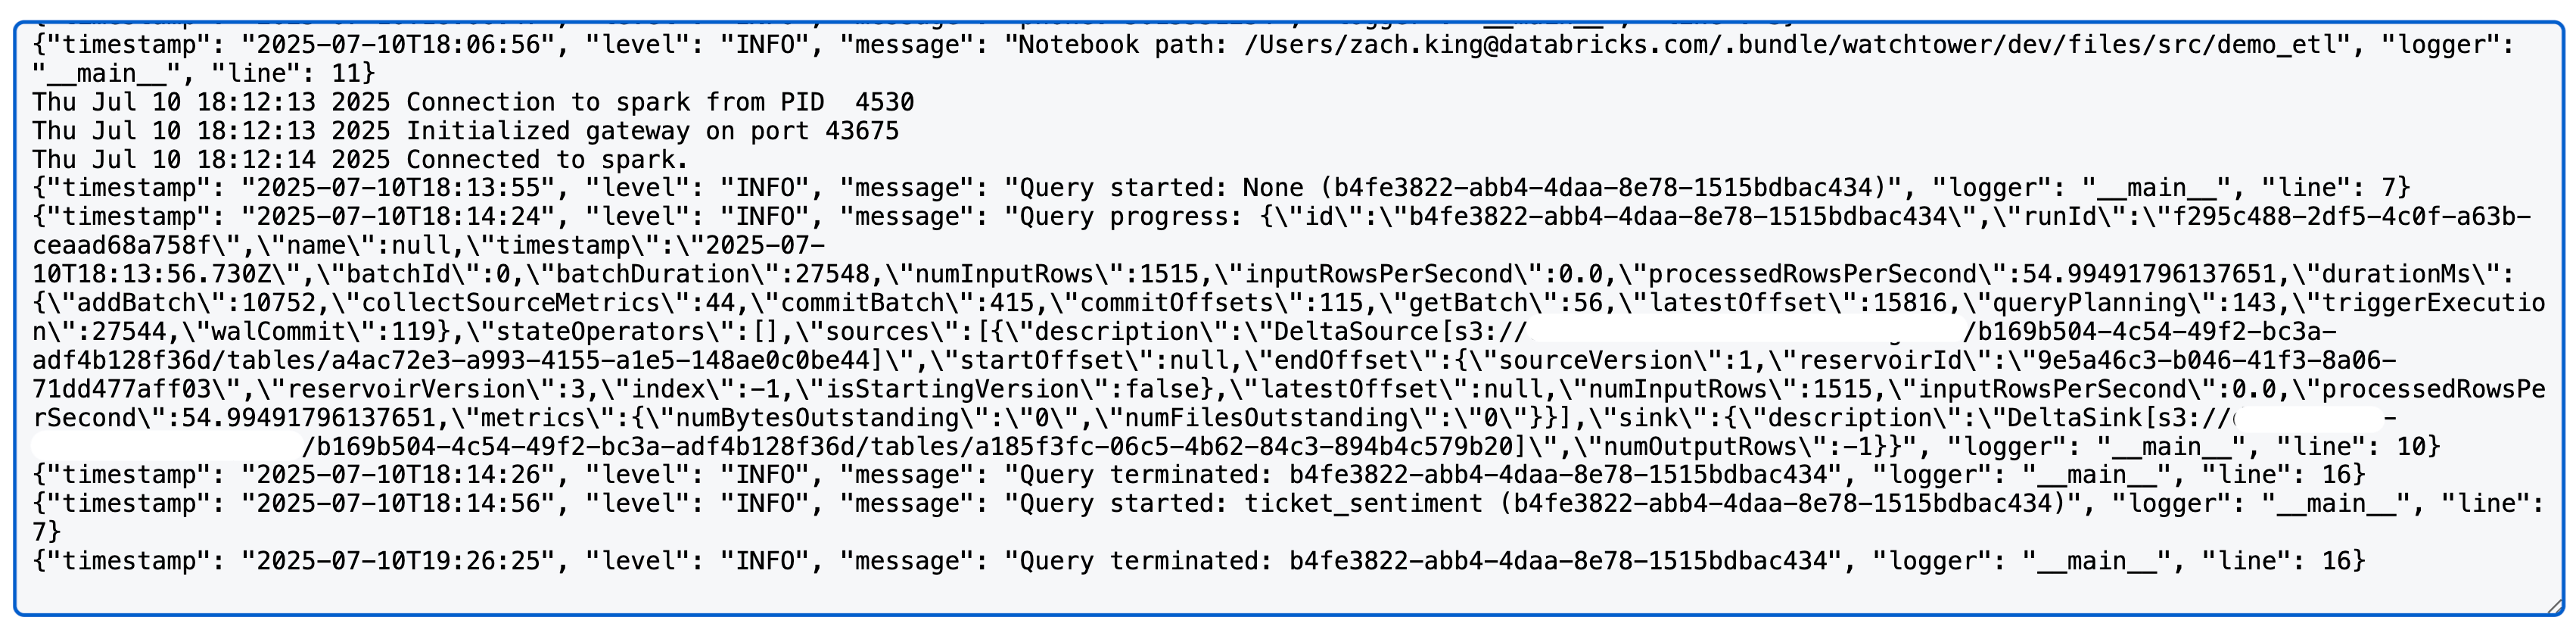 {"timestamp": "2025-07-10T18:06:56", "level": "INFO", "message": "Notebook path: /Users/zach.king@databricks.com/.bundle/watchtower/dev/files/src/demo_etl", "logger":
"__main__", "line": 11}
Thu Jul 10 18:12:13 2025 Connection to spark from PID  4530
Thu Jul 10 18:12:13 2025 Initialized gateway on port 43675
Thu Jul 10 18:12:14 2025 Connected to spark.
{"timestamp": "2025-07-10T18:13:55", "level": "INFO", "message": "Query started: None (b4fe3822-abb4-4daa-8e78-1515bdbac434)", "logger": "__main__", "line": 7}
{"timestamp": "2025-07-10T18:14:24", "level": "INFO", "message": "Query progress: {\"id\":\"b4fe3822-abb4-4daa-8e78-1515bdbac434\",\"runId\":\"f295c488-2df5-4c0f-a63b-
ceaad68a758f\",\"name\":null,\"timestamp\":\"2025-07-
10T18:13:56.730Z\",\"batchId\":0,\"batchDuration\":27548,\"numInputRows\":1515,\"inputRowsPerSecond\":0.0,\"processedRowsPerSecond\":54.99491796137651,\"durationMs\":
{\"addBatch\":10752,\"collectSourceMetrics\":44,\"commitBatch\":415,\"commitOffsets\":115,\"getBatch\":56,\"latestOffset\":15816,\"queryPlanning\":143,\"triggerExecutio
n\":27544,\"walCommit\":119},\"stateOperators\":[],\"sources\":[{\"description\":\"DeltaSource[s3:// /b169b504-4c54-49f2-bc3a-
adf4b128f36d/tables/a4ac72e3-a993-4155-a1e5-148ae0c0be44]\",\"startOffset\":null,\"endOffset\":{\"sourceVersion\":1,\"reservoirId\":\"9e5a46c3-b046-41f3-8a06-
71dd477aff03\",\"reservoirVersion\":3,\"index\":-1,\"isStartingVersion\":false},\"latestOffset\":null,\"numInputRows\":1515,\"inputRowsPerSecond\":0.0,\"processedRowsPe
rSecond\":54.99491796137651,\"metrics\":{\"numBytesOutstanding\":\"0\",\"numFilesOutstanding\":\"0\"}}],\"sink\":{\"description\":\"DeltaSink[s3:// -
/b169b504-4c54-49f2-bc3a-adf4b128f36d/tables/a185f3fc-06c5-4b62-84c3-894b4c579b20]\",\"numOutputRows\":-1}}", "logger": "__main__", "line": 10}
{"timestamp": "2025-07-10T18:14:26", "level": "INFO", "message": "Query terminated: b4fe3822-abb4-4daa-8e78-1515bdbac434", "logger": "__main__", "line": 16}
{"timestamp": "2025-07-10T18:14:56", "level": "INFO", "message": "Query started: ticket_sentiment (b4fe3822-abb4-4daa-8e78-1515bdbac434)", "logger": "__main__", "line":
7}
{"timestamp": "2025-07-10T19:26:25", "level": "INFO", "message": "Query terminated: b4fe3822-abb4-4daa-8e78-1515bdbac434", "logger": "__main__", "line": 16}